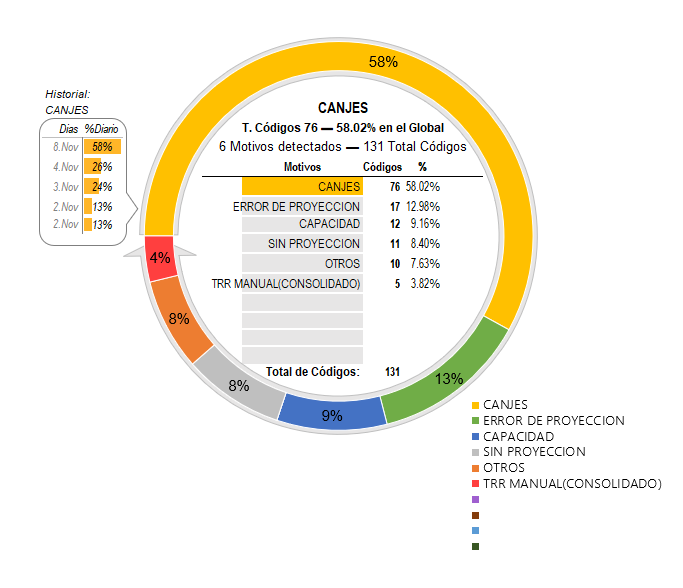 58%
Historial:
CANJES
Dias %Diario
8.Nov 58%
4.Nov 26%
3.Nov 24%
2.Nov 13%
2.Nov 13%
CANJES
T. Códigos 76 — 58.02% en el Global
6 Motivos detectados — 131 Total Códigos
Motivos Códigos %
CANJES 76 58.02%
ERROR DE PROYECCION 17 12.98%
CAPACIDAD 12 9.16%
SIN PROYECCION 11 8.40%
OTROS 10 7.63%
TRR MANUAL(CONSOLIDADO) 5 3.82%
Total de Códigos: 131
4%
8%
8%
9%
13%
CANJES
ERROR DE PROYECCION
CAPACIDAD
SIN PROYECCION
OTROS
TRR MANUAL(CONSOLIDADO)